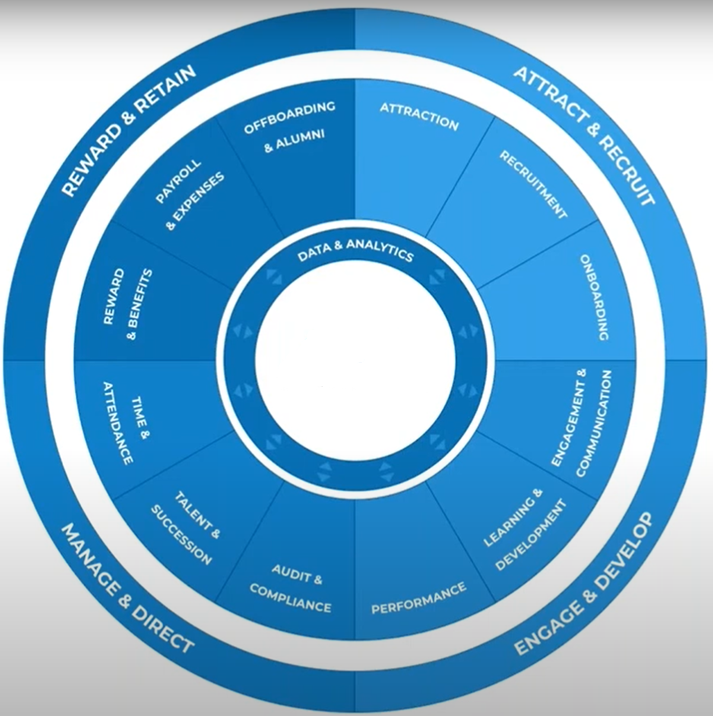 ATTRACT & RECRUIT
ATTRACTION
RECRUITMENT
ONBOARDING
ENGAGE & DEVELOP
ENGAGEMENT &
COMMUNICATION
LEARNING &
DEVELOPMENT
PERFORMANCE
MANAGE & DIRECT
AUDIT &
COMPLIANCE
TALENT &
SUCCESSION
TIME &
ATTENDANCE
REWARD & RETAIN
REWARD
& BENEFITS
PAYROLL
& EXPENSES
OFFBOARDING
& ALUMNI
DATA & ANALYTICS